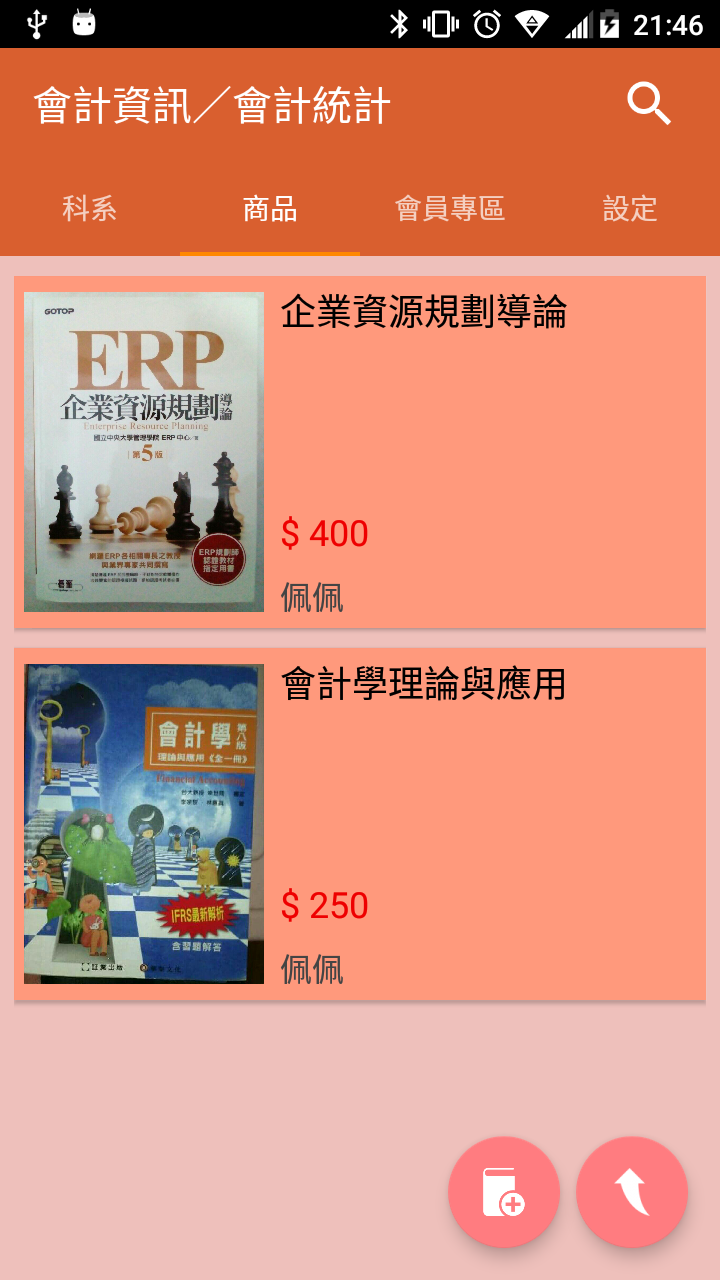 21:46
會計資訊／會計統計
科系
商品
會員專區
設定
GOTOP
ERP
企業資源規劃導論
Enterprise Resource Planning
國立中央大學管理學院 ERP 中心／著
第5版
網羅ERP各相關專長之教授
與業界專家共同撰寫
ERP規劃師
認證教材
指定用書
碁峯
企業資源規劃導論
$ 400
佩佩
會計學
第八版
理論與應用《全一冊》
Financial Accounting
IFRS最新解析
含習題解答
證業出版
會計學理論與應用
$ 250
佩佩